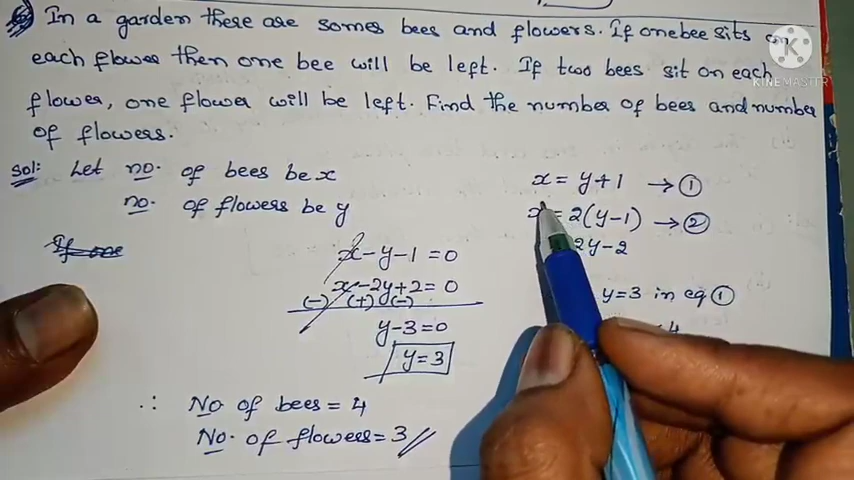 In a garden there are somes bees and flowers. If one bee sits on
each flower then one bee will be left. If two bees sit on each
flower, one flower will be left. Find the number of bees and number
of flowers.
Sol: Let no. of bees be x
no. of flowers be y
If one
x-y-1=0
x-2y+2=0
(-) (+) (-)
y-3=0
y=3
∴ No of bees = 4
No. of flowers = 3
x = y+1 → ①
x = 2(y-1) → ②
2y-2
y=3 in eq ①
4
KINEMASTER